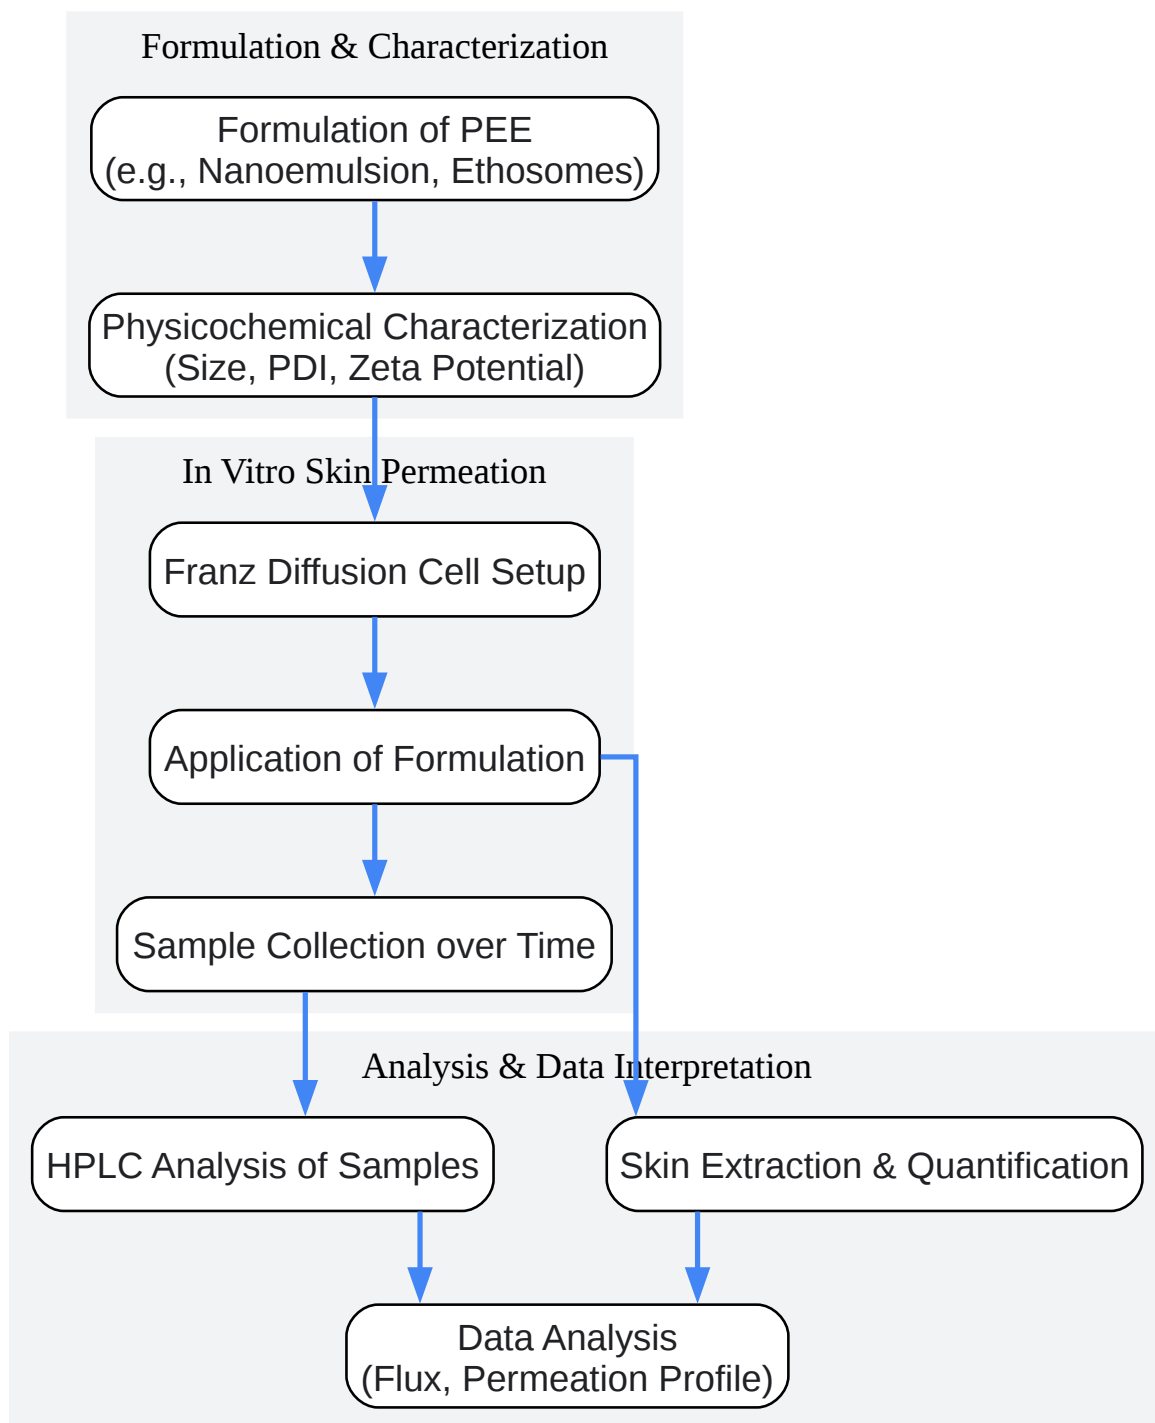 Formulation & Characterization
Formulation of PEE
(e.g., Nanoemulsion, Ethosomes)
Physicochemical Characterization
(Size, PDI, Zeta Potential)
In Vitro Skin Permeation
Franz Diffusion Cell Setup
Application of Formulation
Sample Collection over Time
Analysis & Data Interpretation
HPLC Analysis of Samples
Skin Extraction & Quantification
Data Analysis
(Flux, Permeation Profile)